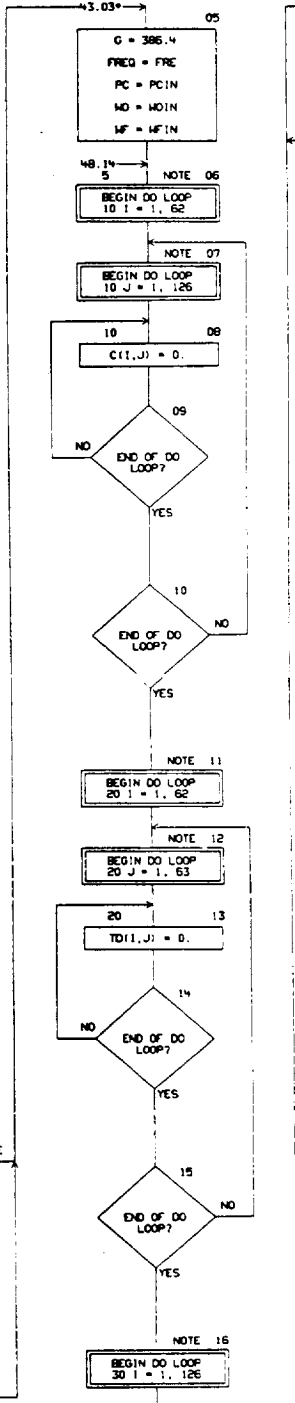 43.03*
05
G = 386.4
FREQ = FRE
PC = PCIN
WO = WOIN
WF = WFIN
48.14
5 NOTE 06
BEGIN DO LOOP
10 I = 1, 62
NOTE 07
BEGIN DO LOOP
10 J = 1, 126
10 08
C(I,J) = 0.
09
NO
END OF DO
LOOP?
YES
10
END OF DO
LOOP?
NO
YES
NOTE 11
BEGIN DO LOOP
20 I = 1, 62
NOTE 12
BEGIN DO LOOP
20 J = 1, 63
20 13
TD(I,J) = 0.
14
NO
END OF DO
LOOP?
YES
15
END OF DO
LOOP?
NO
YES
NOTE 16
BEGIN DO LOOP
30 I = 1, 126